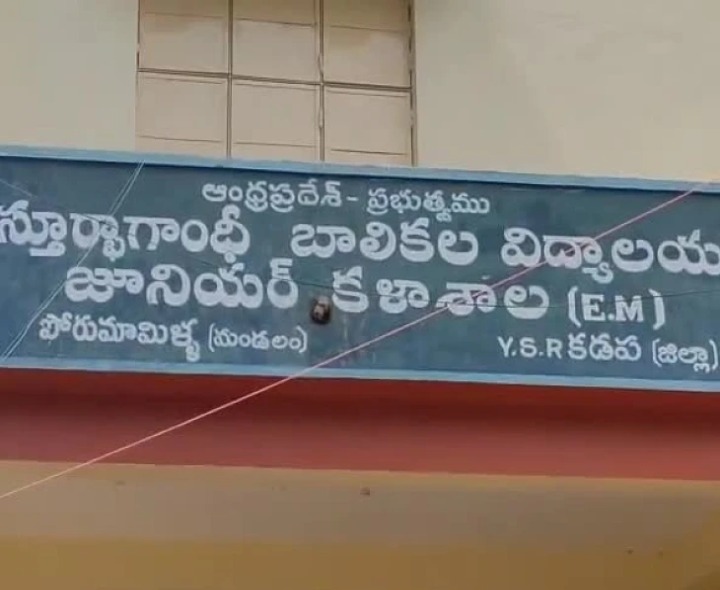 ఆంధ్రప్రదేశ్ - ప్రభుత్వము
స్తూర్భాగాంధీ బాలికల విద్యాలయ
జూనియర్ కళాశాల (E.M)
పోరుమామిళ్ళ (మండలం) Y.S.R కడప (జిల్లా)